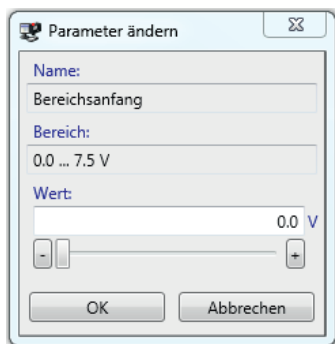 Parameter ändern
Name:
Bereichsanfang
Bereich:
0.0 ... 7.5 V
Wert:
0.0 V
- +
OK Abbrechen